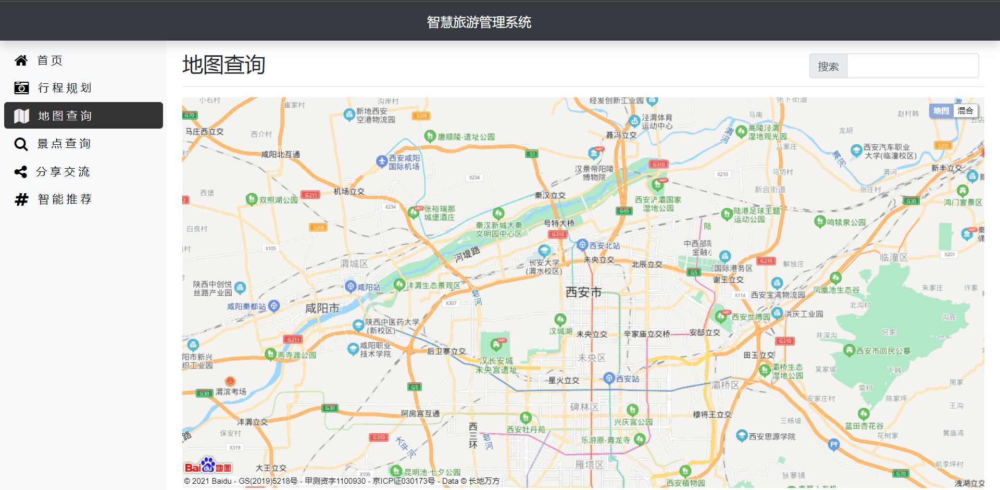 智慧旅游管理系统
首页
行程规划
地图查询
景点查询
分享交流
智能推荐
地图查询
搜索
地图
混合
小石村
崔家村
沟岸村
经发创新工业园
张卜街道
马南
赵村韩
G70
新地西安
空港物流园
S208
泾渭体育
运动中心
马庄西立交
西介村
唐顺陵-遗址公园
聂冯立交
渭河
高陵泾渭
湿地观光园
龙胡
八家庄
西安汽车职业
大学(临潼校区)
S209
咸阳北互通
西安咸阳
国际机场
S1
汉景帝阳陵
博物院
G310
渭河
马坊村
渭河
新丰立交
X234
X210
西堡
机场立交
秦汉立交
新合街道
张庄村
双照湖公园
G211
X234
张裕瑞那
城堡酒庄
G65
西安浐灞国家
湿地公园
G30
鸿门宴景区
陆港足球主题
运动公园
鸣犊泉公园
白良村
S208
秦汉新城大秦
文明园中心区
号特大桥
G310
陆
X105
河堤路
西安北站
中西部陆
金融小
临潼区
X201
渭城区
长安大学
(渭水校区)
未央立交
北辰立交
G210
解放庄
G5
国际港务区
谢王立交
陕西中创悦
丝路产业园
咸阳站
沣渭生态景观区
西安市
凤凰池生态谷
朱家庄
许家
咸阳秦都站
咸阳市
X307
皂河
X114
西安宝湾物流园
北沟村
陕西中医药大学
(新校区)
汉城湖
西安世博园
洪庆工业园
沟底
G211
咸阳职业
技术学院
后卫寨立交
未央立交
辛家庙立交桥
安邸立交
井深沟
何家
G210
阳市新兴
织工业园
两寺渡公园
汉长安城
未央宫遗址
未央区
田王立交
西安市回民公墓
灞桥生态
湿地公园
吴家坡
下韩
渭滨考场
G30
G5
星火立交
西安站
灞桥区
荣村
周家
G30
阿房宫互通
碑林区
安家庄村
陈家坪
王沟
沣渭立交
西安牡丹苑
兴庆宫公园
穆将王立交
三杨坡
蓝田杏花谷
保安村
G310
太平河
西三环
皂河
乐游原-青龙寺
西安思源学院
花树家
黄庙湾
路
X319
雁塔区
大王立交
X106
昆明池·七夕公园
西安植物园
狄寨镇
G70
前季坪村
洩湖立交
Bai du 地图
© 2021 Baidu - GS(2019)5218号 - 甲测资字1100930 - 京ICP证030173号 - Data © 长地万方